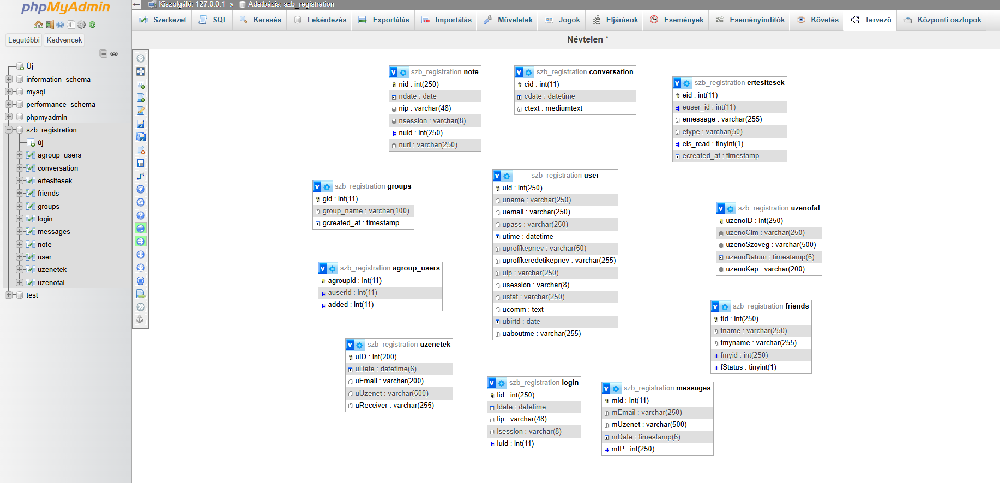 phpMyAdmin
Legutóbbi Kedvencek
Új
information_schema
mysql
performance_schema
phpmyadmin
szb_registration
új
agroup_users
conversation
ertesitesek
friends
groups
login
messages
note
user
uzenetek
uzenofal
test
Kiszolgáló: 127.0.0.1 » Adatbázis: szb_registration
Szerkezet SQL Keresés Lekérdezés Exportálás Importálás Műveletek Jogok Eljárások Események Eseményindítók Követés Tervező Központi oszlopok
Névtelen *
szb_registration note
nid : int(250)
ndate : date
nip : varchar(48)
nsession : varchar(8)
nuid : int(250)
nurl : varchar(250)
szb_registration conversation
cid : int(11)
cdate : datetime
ctext : mediumtext
szb_registration ertesitesek
eid : int(11)
euser_id : int(11)
emessage : varchar(255)
etype : varchar(50)
eis_read : tinyint(1)
ecreated_at : timestamp
szb_registration groups
gid : int(11)
group_name : varchar(100)
gcreated_at : timestamp
szb_registration user
uid : int(250)
uname : varchar(250)
uemail : varchar(250)
upass : varchar(250)
utime : datetime
uproffkepnev : varchar(50)
uproffkeredetikepnev : varchar(255)
uip : varchar(250)
usession : varchar(8)
ustat : varchar(250)
ucomm : text
ubirtd : date
uaboutme : varchar(255)
szb_registration uzenofal
uzenoID : int(250)
uzenoCim : varchar(250)
uzenoSzoveg : varchar(500)
uzenoDatum : timestamp(6)
uzenoKep : varchar(200)
szb_registration agroup_users
agroupid : int(11)
auserid : int(11)
added : int(11)
szb_registration friends
fid : int(250)
fname : varchar(250)
fmyname : varchar(255)
fmyid : int(250)
fStatus : tinyint(1)
szb_registration uzenetek
uID : int(200)
uDate : datetime(6)
uEmail : varchar(200)
uUzenet : varchar(500)
uReceiver : varchar(255)
szb_registration login
lid : int(250)
ldate : datetime
lip : varchar(48)
lsession : varchar(8)
luid : int(11)
szb_registration messages
mid : int(11)
mEmail : varchar(250)
mUzenet : varchar(500)
mDate : timestamp(6)
mIP : int(250)